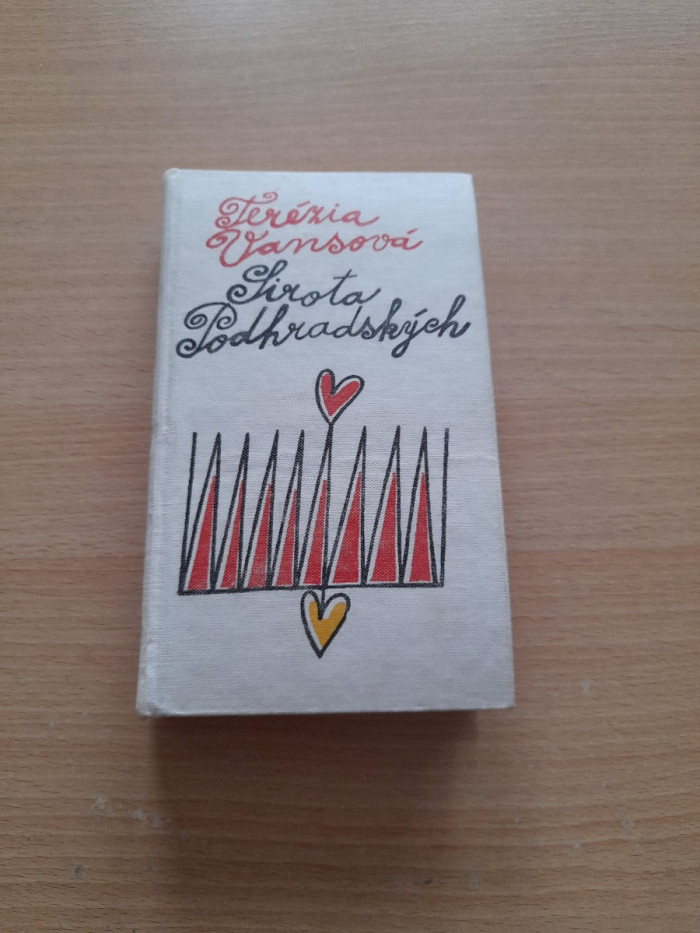 Terézia
Vansová
Sirota
Podhradských